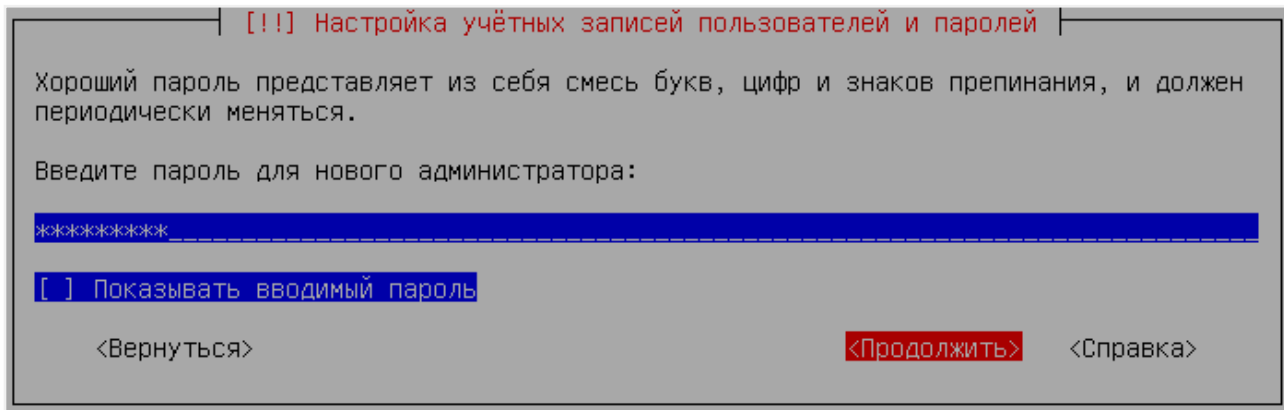 [!!] Настройка учётных записей пользователей и паролей
Хороший пароль представляет из себя смесь букв, цифр и знаков препинания, и должен
периодически меняться.
Введите пароль для нового администратора:
*********
[ ] Показывать вводимый пароль
<Вернуться> <Продолжить> <Справка>